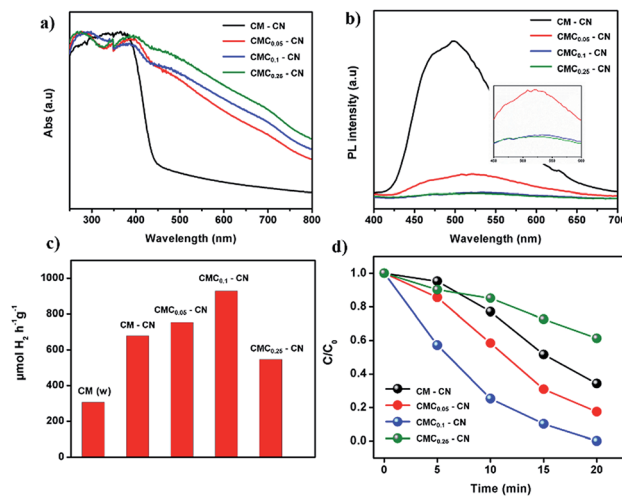 a)
CM - CN
CMC0.05 - CN
CMC0.1 - CN
CMC0.26 - CN
Abs (a.u)
300 400 500 600 700 800
Wavelength (nm)
b)
CM - CN
CMC0.05 - CN
CMC0.1 - CN
CMC0.25 - CN
PL intensity (a.u)
400 450 500 550 600 650 700
Wavelength (nm)
c)
1000
800
600
400
200
0
μmol H2 h-1g-1
CM (w)
CM - CN
CMC0.05 - CN
CMC0.1 - CN
CMC0.25 - CN
d)
1.0
0.8
0.6
0.4
0.2
0.0
C/C0
CM - CN
CMC0.05 - CN
CMC0.1 - CN
CMC0.26 - CN
0 5 10 15 20
Time (min)